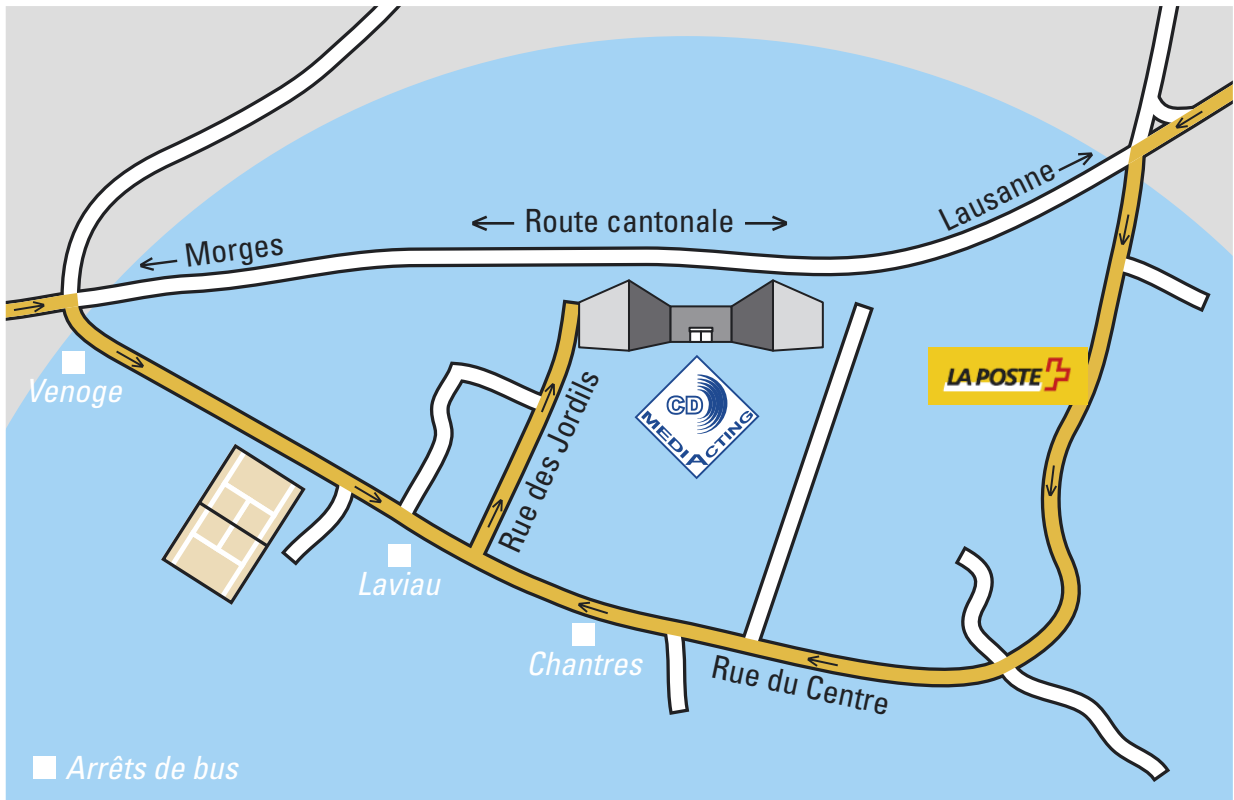 Lausanne
Route cantonale
Morges
Venoge
LA POSTE
CD
MEDIACTING
Rue des Jordils
Laviau
Chantres
Rue du Centre
Arrêts de bus